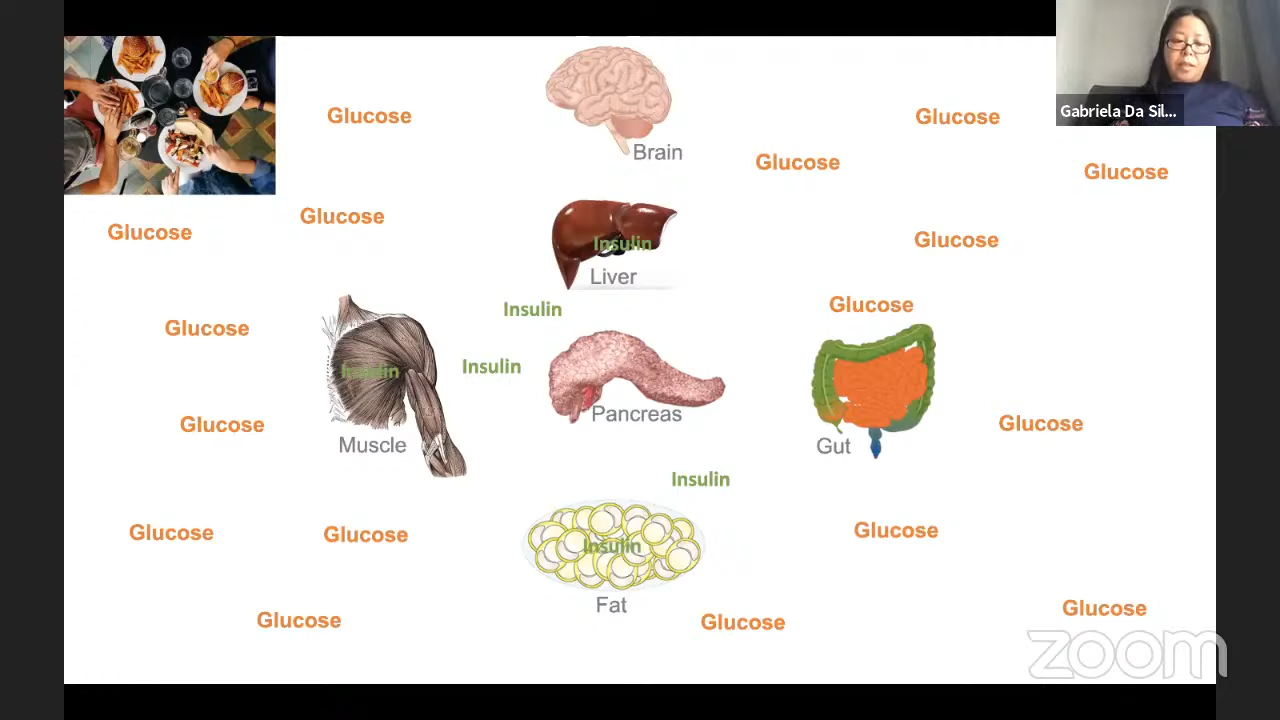 Gabriela Da Sil...
Glucose
Glucose
Brain
Glucose
Glucose
Glucose
Glucose
Glucose
Insulin
Liver
Glucose
Insulin
Glucose
Insulin
Insulin
Pancreas
Muscle
Gut
Glucose
Glucose
Insulin
Glucose
Glucose
Insulin
Glucose
Fat
Glucose
Glucose
Glucose
zoom